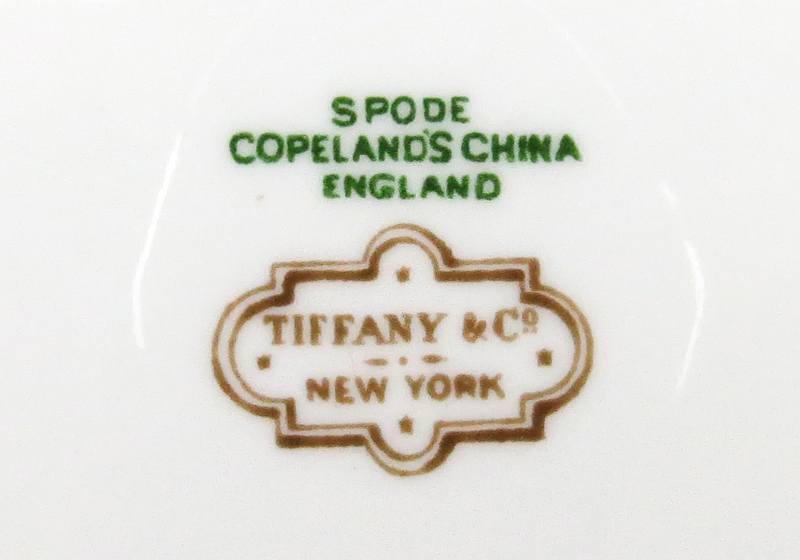 SPODE
COPELAND'S CHINA
ENGLAND
TIFFANY & Cº
NEW YORK